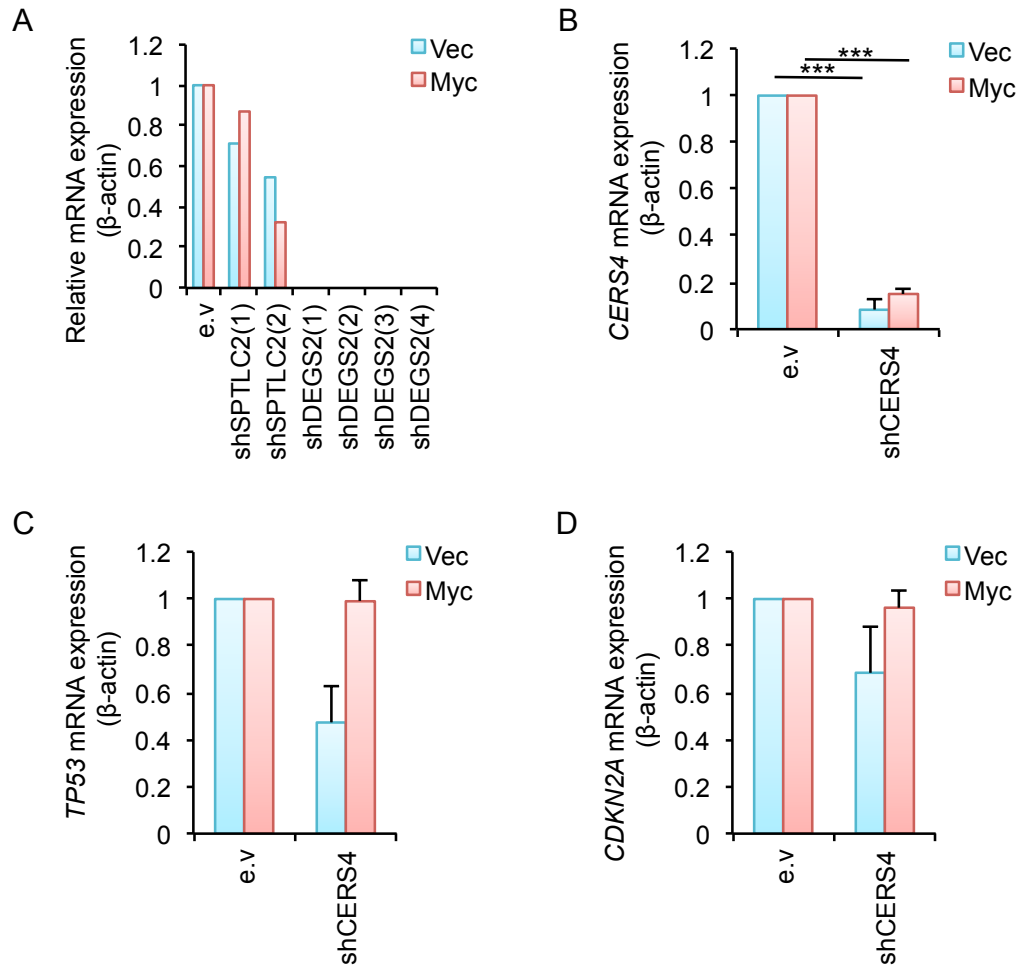 A
Relative mRNA expression
(β-actin)
1.2
1
0.8
0.6
0.4
0.2
0
e.v
shSPTLC2(1)
shSPTLC2(2)
shDEGS2(1)
shDEGS2(2)
shDEGS2(3)
shDEGS2(4)
Vec
Myc
B
CERS4 mRNA expression
(β-actin)
1.2
1
0.8
0.6
0.4
0.2
0
***
***
e.v
shCERS4
Vec
Myc
C
TP53 mRNA expression
(β-actin)
1.2
1
0.8
0.6
0.4
0.2
0
e.v
shCERS4
Vec
Myc
D
CDKN2A mRNA expression
(β-actin)
1.2
1
0.8
0.6
0.4
0.2
0
e.v
shCERS4
Vec
Myc